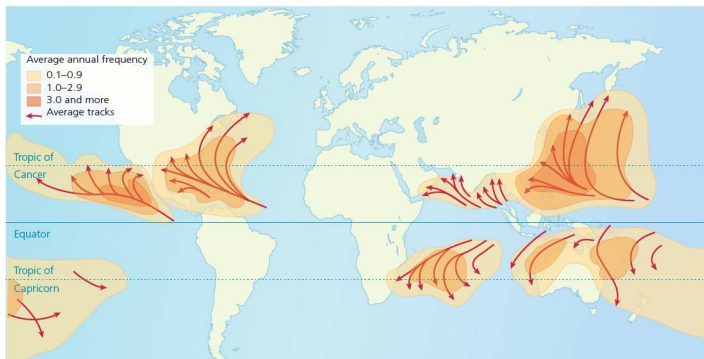 Average annual frequency
0.1–0.9
1.0–2.9
3.0 and more
Average tracks
Tropic of
Cancer
Equator
Tropic of
Capricorn